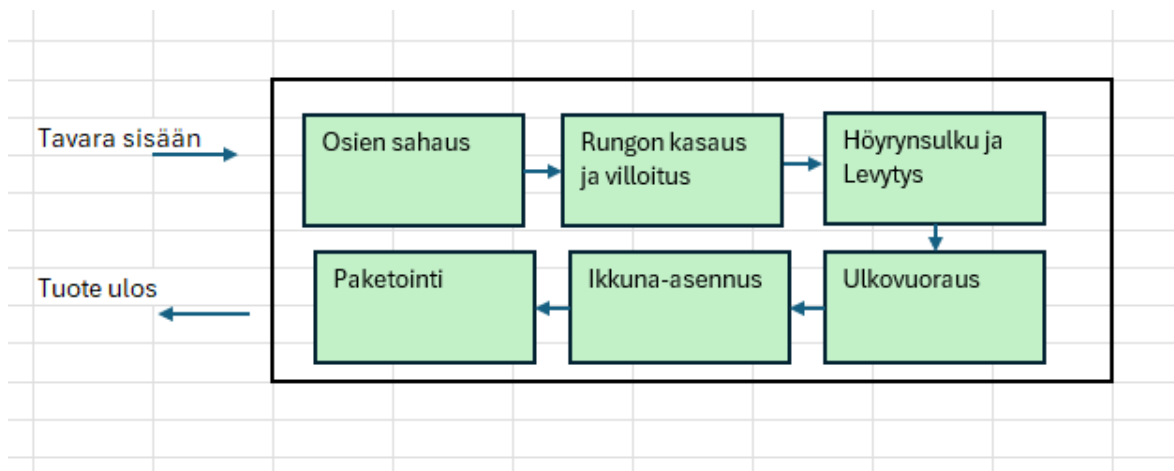 Tavara sisään
Osien sahaus
Rungon kasaus
ja villoitus
Höyrynsulku ja
Levytys
Tuote ulos
Paketointi
Ikkuna-asennus
Ulkovuoraus